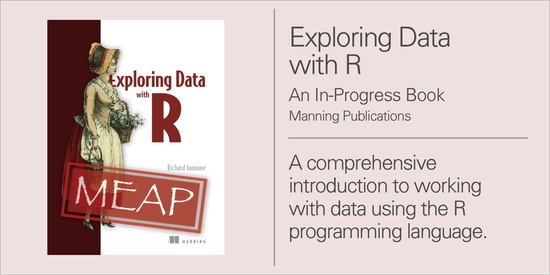 Exploring Data
with
R
Richard Iannone
MEAP
MANNING
Exploring Data
with R
An In-Progress Book
Manning Publications
A comprehensive
introduction to working
with data using the R
programming language.